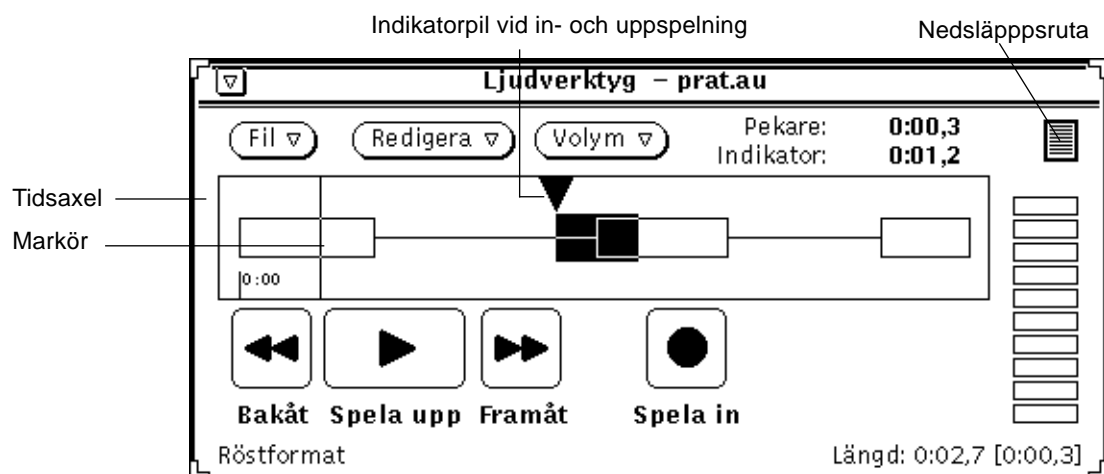 Indikatorpil vid in- och uppspelning
Nedsläpppsruta
Ljudverktyg – prat.au
Fil Redigera Volym Pekare: 0:00,3
Indikator: 0:01,2
Tidsaxel
Markör
0:00
Bakåt Spela upp Framåt Spela in
Röstformat Längd: 0:02,7 [0:00,3]